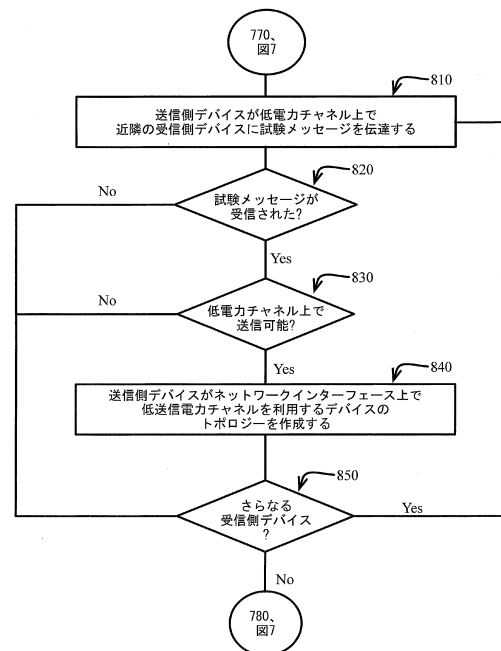 770、
図7
810
送信側デバイスが低電力チャネル上で
近隣の受信側デバイスに試験メッセージを伝達する
820
No
試験メッセージが
受信された?
Yes
830
No
低電力チャネル上で
送信可能?
Yes
840
送信側デバイスがネットワークインターフェース上で
低送信電力チャネルを利用するデバイスの
トポロジーを作成する
850
さらなる
受信側デバイス
?
Yes
No
780、
図7